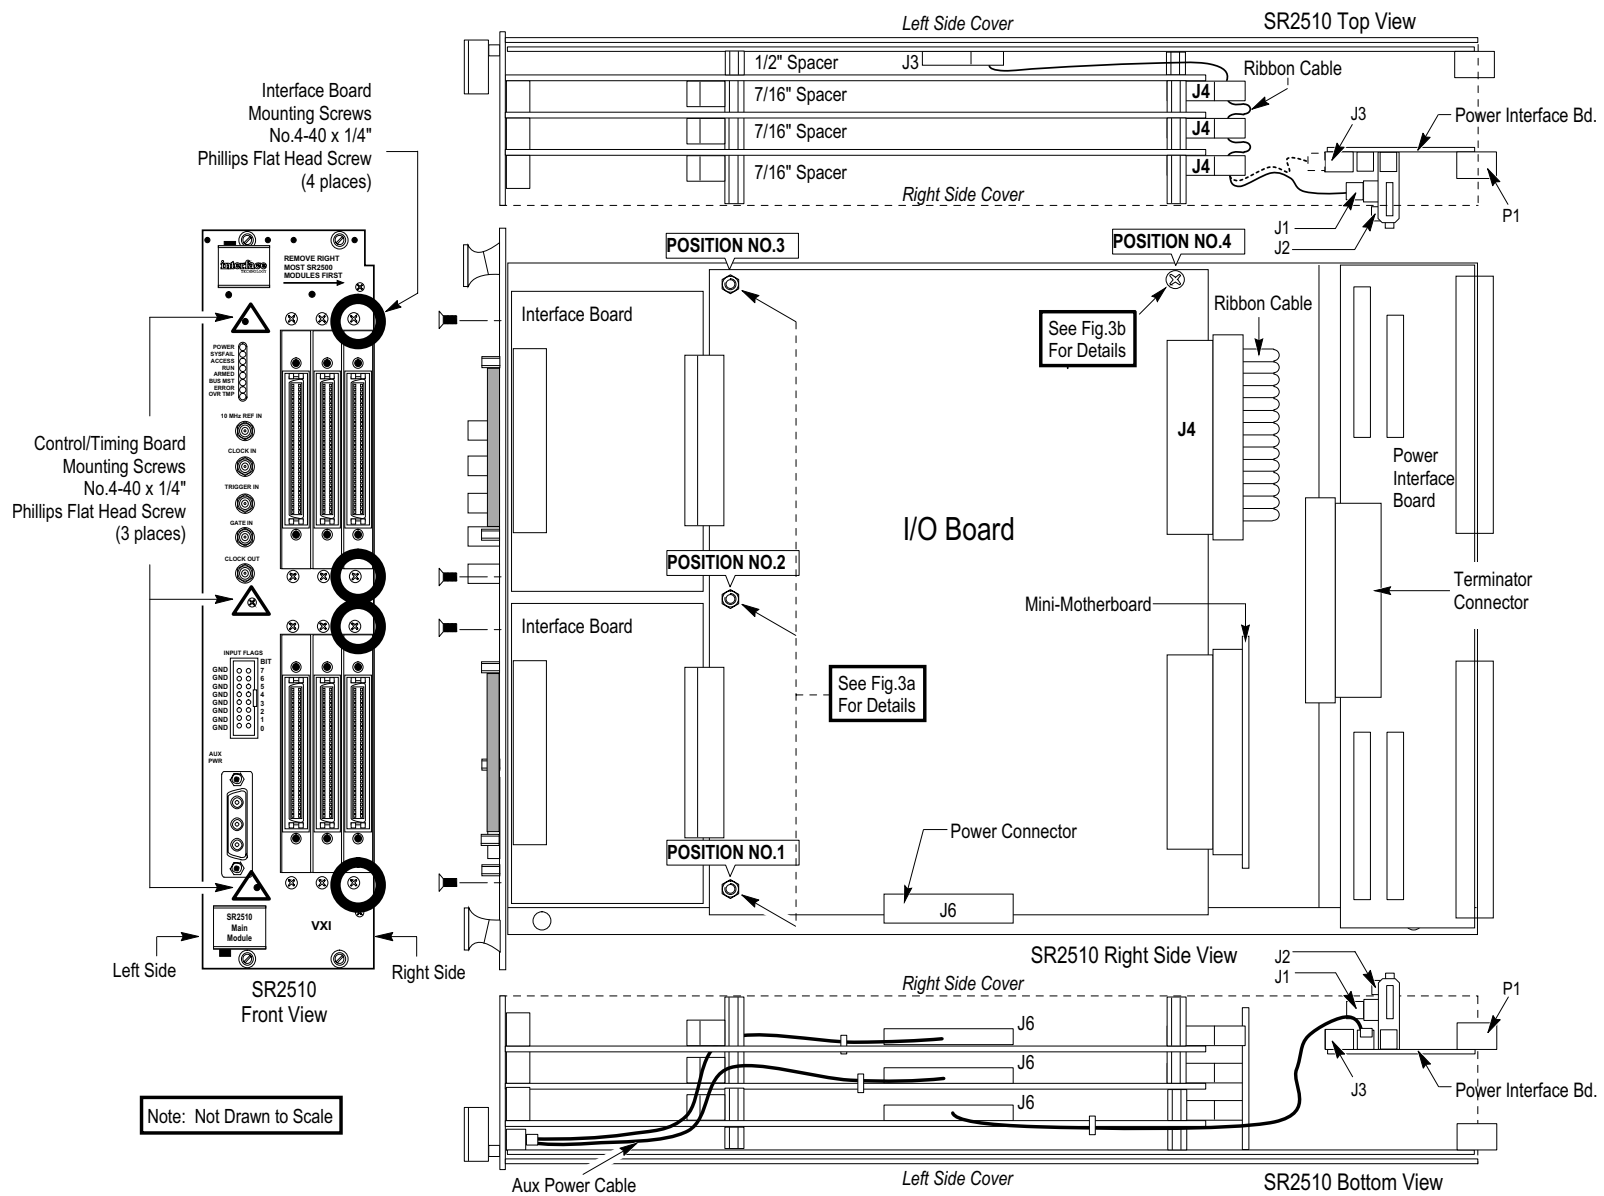 Left Side Cover
SR2510 Top View
1/2" Spacer
J3
Ribbon Cable
7/16" Spacer
J4
7/16" Spacer
J4
7/16" Spacer
J4
J3
Power Interface Bd.
Right Side Cover
J1
J2
P1
Interface Board
Mounting Screws
No.4-40 x 1/4"
Phillips Flat Head Screw
(4 places)
interface
TECHNOLOGY
REMOVE RIGHT
MOST SR2500
MODULES FIRST
POWER
SYSFAIL
ACCESS
RUN
ARMED
BUS MST
ERROR
OVR TMP
10 MHz REF IN
CLOCK IN
TRIGGER IN
GATE IN
CLOCK OUT
Control/Timing Board
Mounting Screws
No.4-40 x 1/4"
Phillips Flat Head Screw
(3 places)
INPUT FLAGS
BIT
GND 7
GND 6
GND 5
GND 4
GND 3
GND 2
GND 1
GND 0
AUX
PWR
SR2510
Main
Module
VXI
Left Side
Right Side
SR2510
Front View
POSITION NO.3
POSITION NO.4
Interface Board
See Fig.3b
For Details
Ribbon Cable
J4
Power
Interface
Board
I/O Board
POSITION NO.2
Terminator
Connector
Mini-Motherboard
Interface Board
See Fig.3a
For Details
POSITION NO.1
Power Connector
J6
SR2510 Right Side View
Right Side Cover
J2
J1
P1
J6
J6
J6
J3
Power Interface Bd.
Note: Not Drawn to Scale
Aux Power Cable
Left Side Cover
SR2510 Bottom View